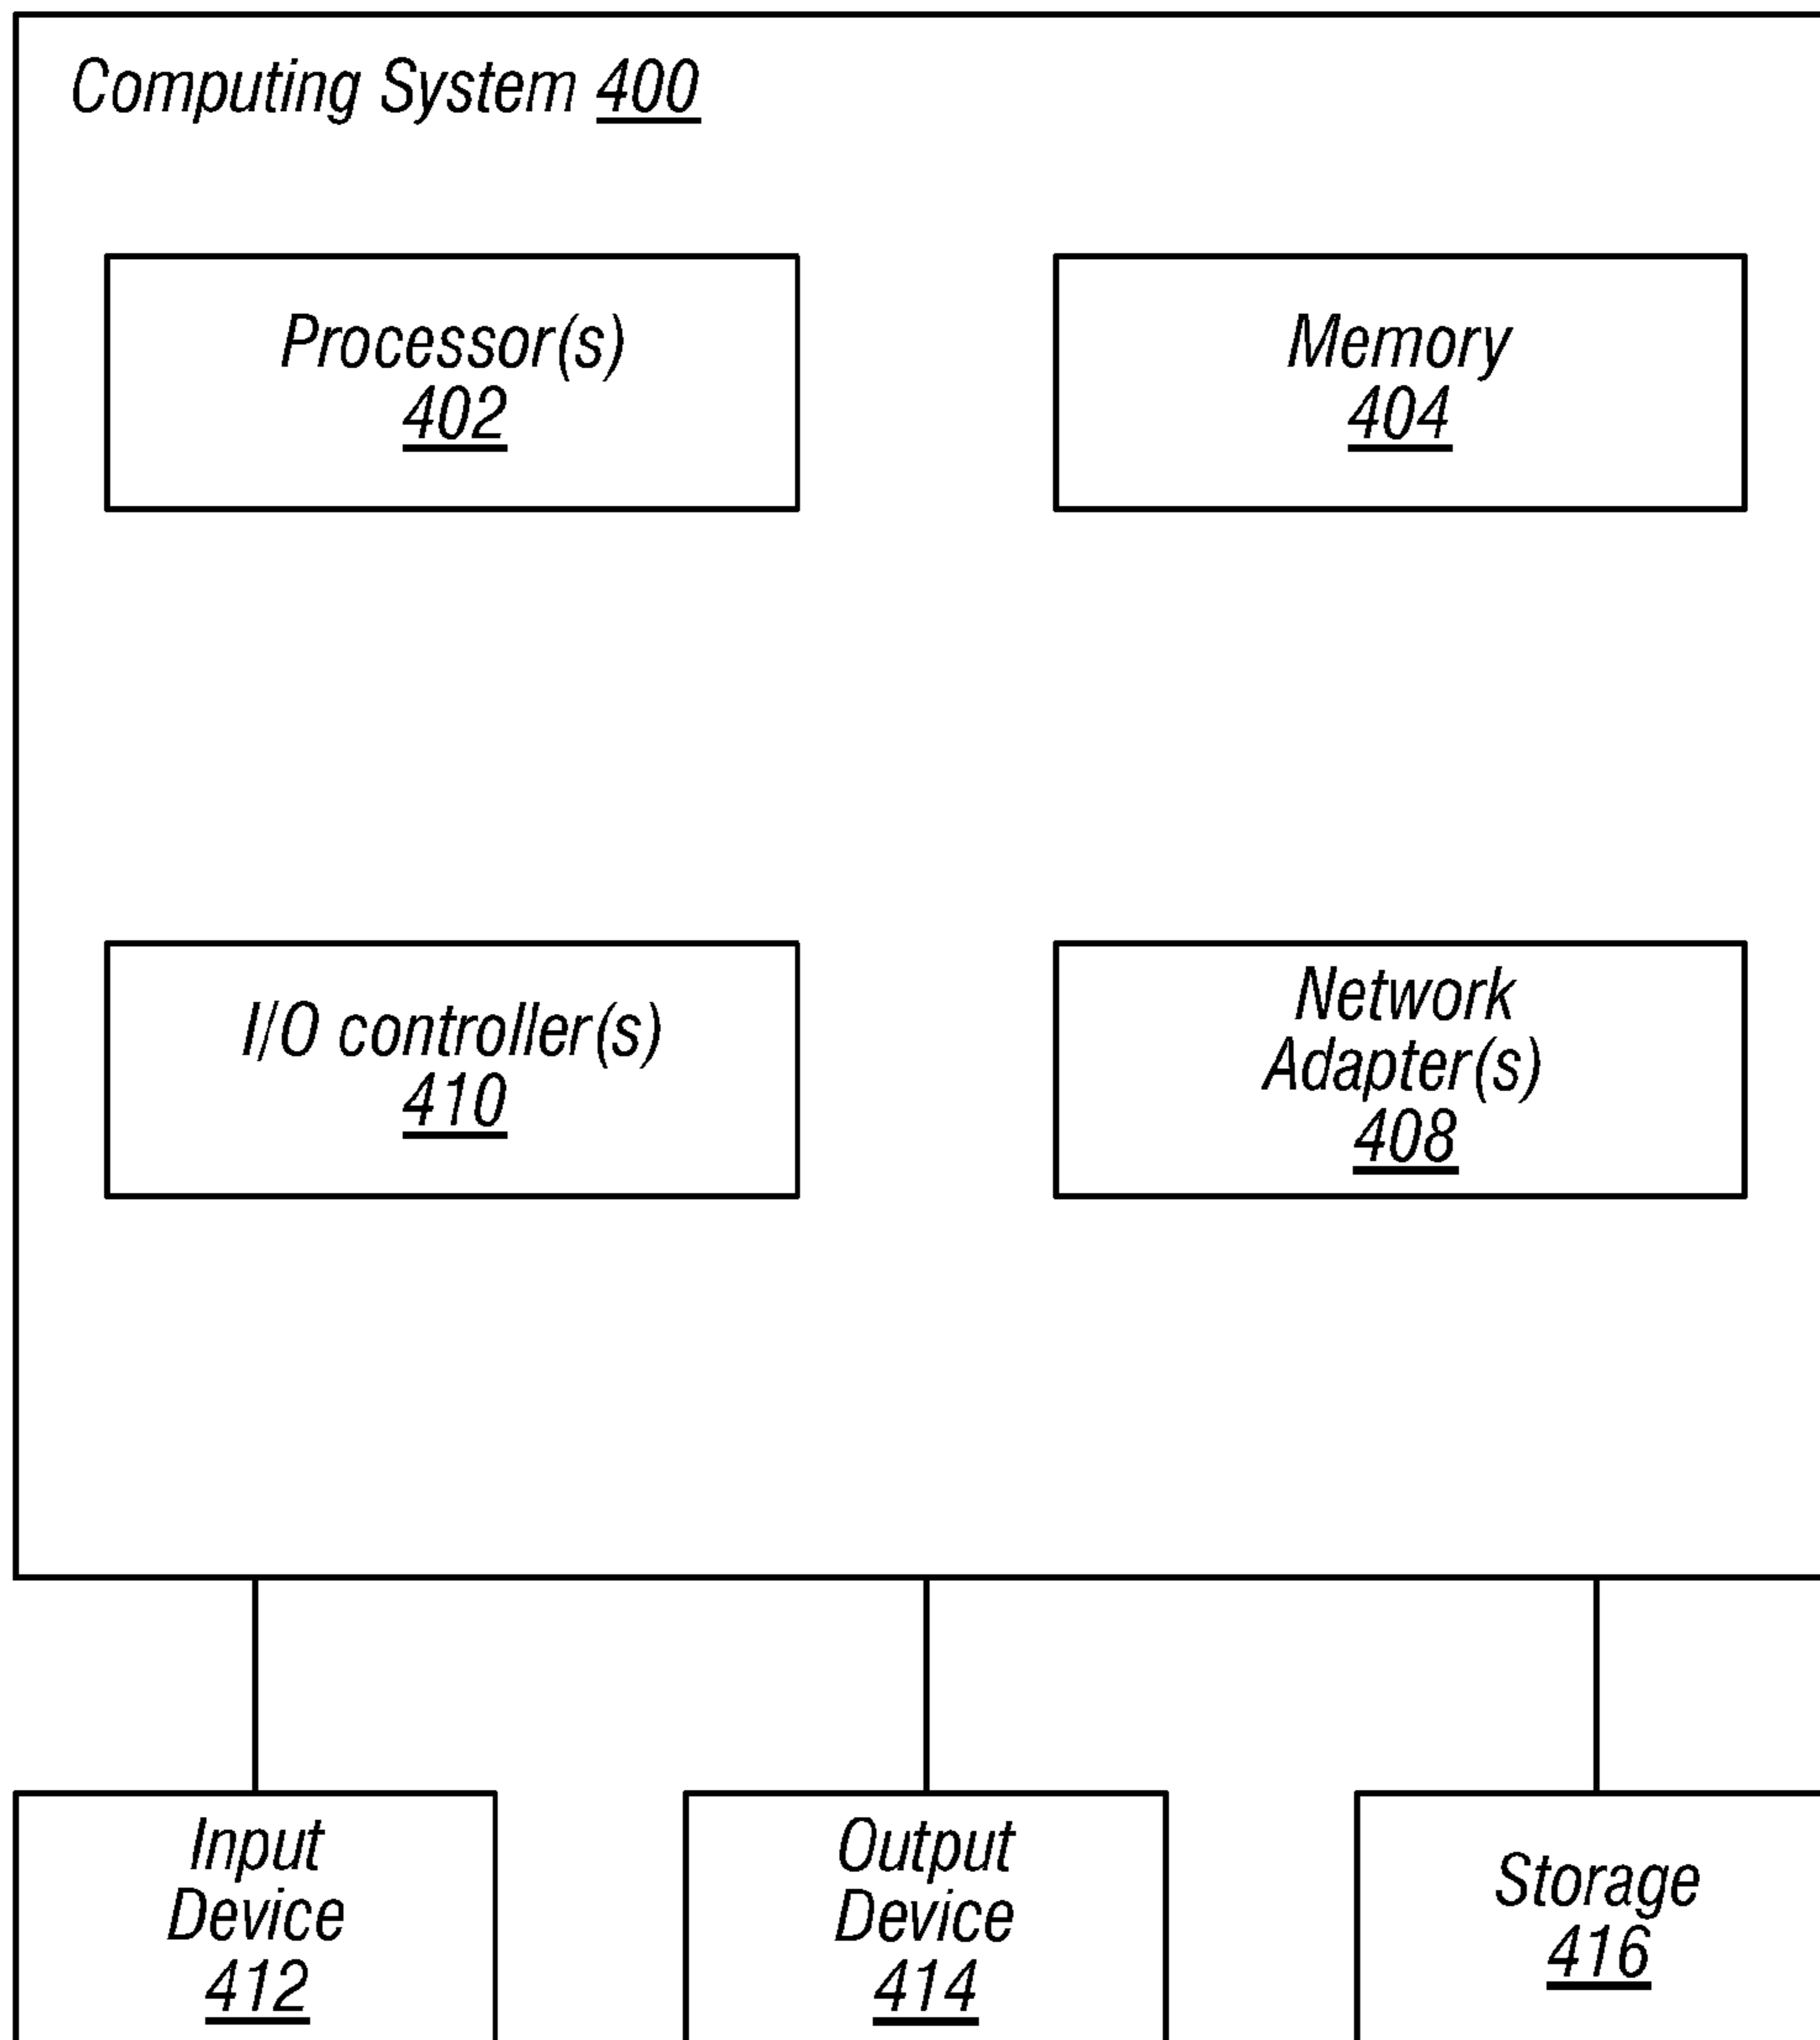 Computing System 400
Processor(s)
402
Memory
404
I/O controller(s)
410
Network
Adapter(s)
408
Input
Device
412
Output
Device
414
Storage
416